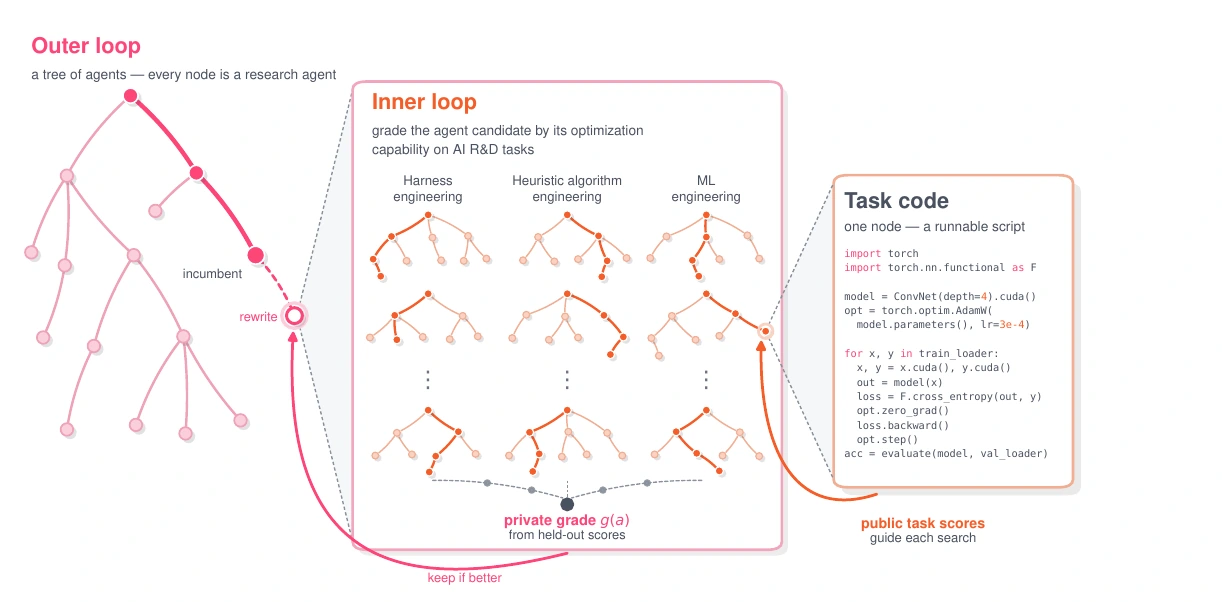 Outer loop
a tree of agents — every node is a research agent
incumbent
rewrite
Inner loop
grade the agent candidate by its optimization
capability on AI R&D tasks
Harness
engineering
Heuristic algorithm
engineering
ML
engineering
private grade g(a)
from held-out scores
keep if better
Task code
one node — a runnable script
import torch
import torch.nn.functional as F
model = ConvNet(depth=4).cuda()
opt = torch.optim.AdamW(
  model.parameters(), lr=3e-4)
for x, y in train_loader:
  x, y = x.cuda(), y.cuda()
  out = model(x)
  loss = F.cross_entropy(out, y)
  opt.zero_grad()
  loss.backward()
  opt.step()
acc = evaluate(model, val_loader)
public task scores
guide each search